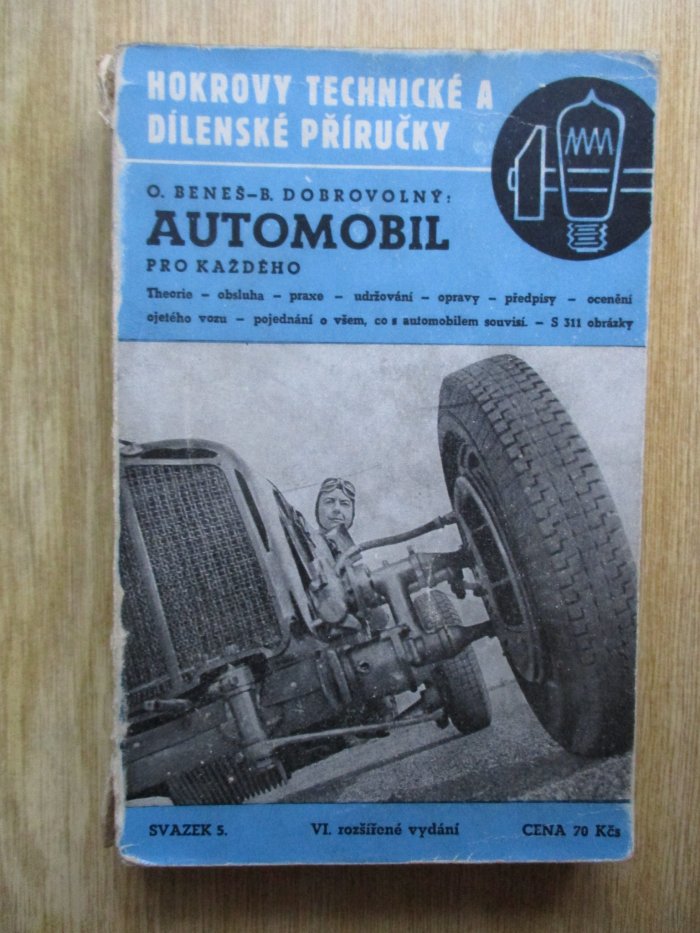 HOKROVY TECHNICKÉ A
DÍLENSKÉ PŘÍRUČKY
O. BENEŠ–B. DOBROVOLNÝ:
AUTOMOBIL
PRO KAŽDÉHO
Theorie – obsluha – praxe – udržování – opravy – předpisy – ocenění
ojetého vozu – pojednání o všem, co s automobilem souvisí. – S 311 obrázky
SVAZEK 5. VI. rozšířené vydání CENA 70 Kčs